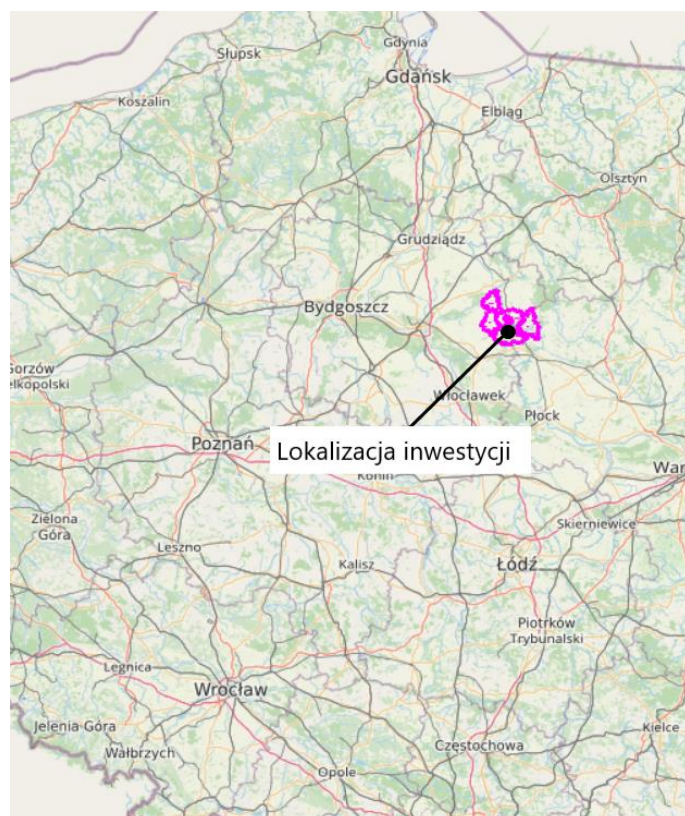 Gdynia
Słupsk
Gdańsk
Koszalin
Elbląg
Olsztyn
Grudziądz
Bydgoszcz
Gorzów
elkopolski
Włocławek
Płock
Poznań
Lokalizacja inwestycji
War
Konin
Zielona
Góra
Skierniewice
Leszno
Kalisz
Łódź
Piotrków
Trybunalski
Legnica
Wrocław
Jelenia Góra
Wałbrzych
Kielce
Częstochowa
Opole